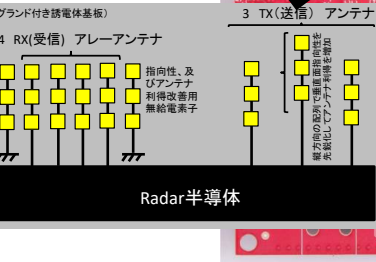 グランド付き誘電体基板）
4 RX(受信) アレーアンテナ
3 TX(送信) アンテナ
指向性、及
びアンテナ
利得改善用
無給電素子
縦方向の配列で垂直面指向性を
先鋭化してアンテナ利得を増加
Radar半導体